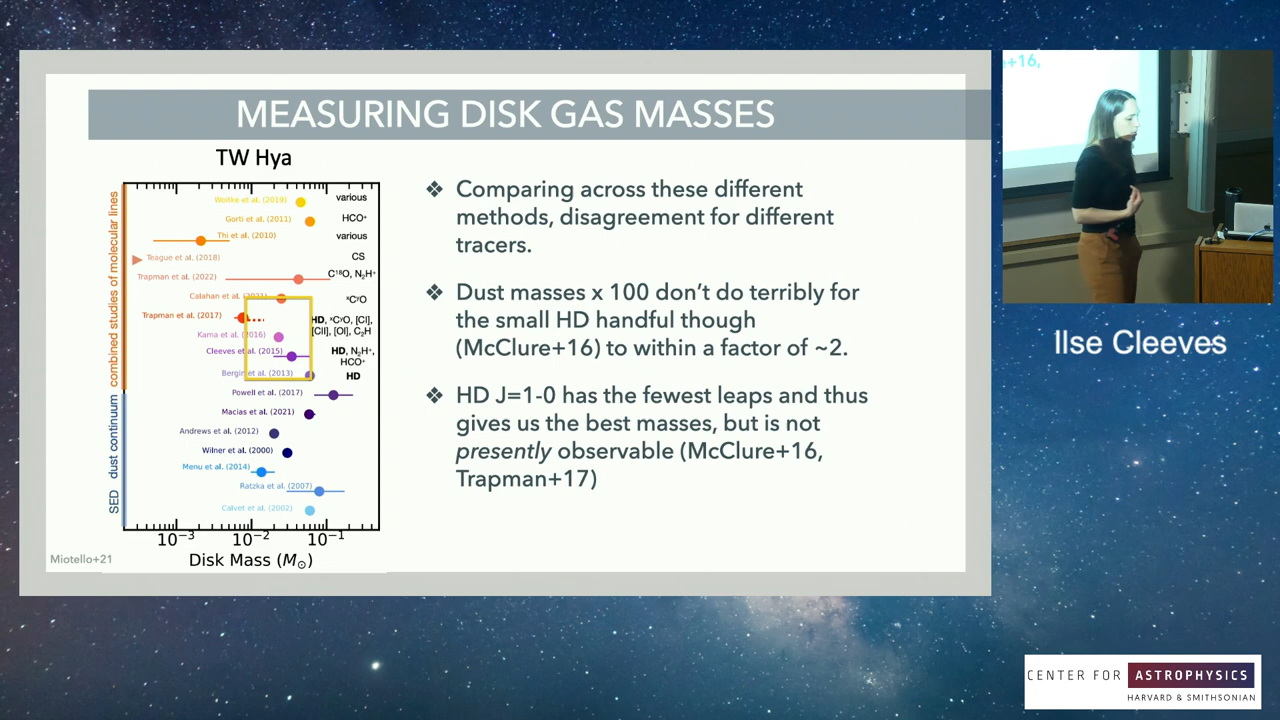 +16,
MEASURING DISK GAS MASSES
TW Hya
combined studies of molecular lines
dust continuum
SED
Woitke et al. (2019)
various
Gorti et al. (2011)
HCO⁺
Thi et al. (2010)
various
Teague et al. (2018)
CS
Trapman et al. (2022)
C¹⁸O, N₂H⁺
Calahan et al. (2021)
ˣCʸO
Trapman et al. (2017)
HD, ˣCʸO, [CI],
[CII], [OI], C₂H
Kama et al. (2016)
Cleeves et al. (2015)
HD, N₂H⁺,
HCO⁺
Bergin et al. (2013)
HD
Powell et al. (2017)
Macias et al. (2021)
Andrews et al. (2012)
Wilner et al. (2000)
Menu et al. (2014)
Ratzka et al. (2007)
Calvet et al. (2002)
10⁻³ 10⁻² 10⁻¹
Disk Mass (M☉)
Miotello+21
❖ Comparing across these different
methods, disagreement for different
tracers.
❖ Dust masses x 100 don’t do terribly for
the small HD handful though
(McClure+16) to within a factor of ~2.
❖ HD J=1-0 has the fewest leaps and thus
gives us the best masses, but is not
presently observable (McClure+16,
Trapman+17)
Ilse Cleeves
CENTER FOR ASTROPHYSICS
HARVARD & SMITHSONIAN